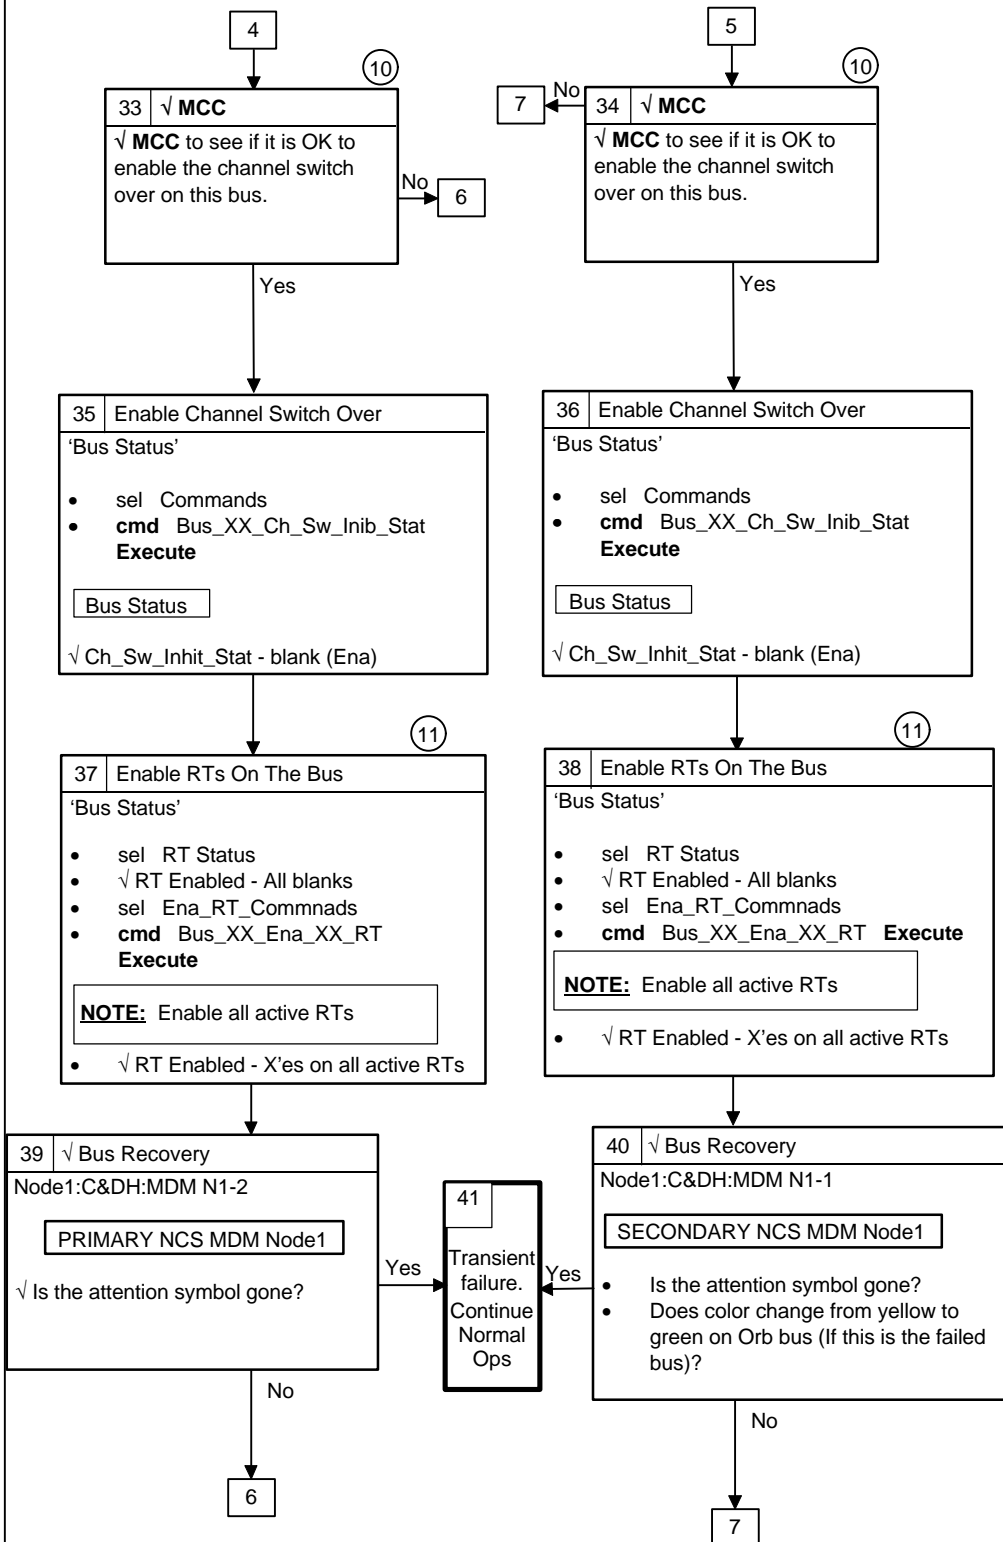 4
10
33 √ MCC
√ MCC to see if it is OK to
enable the channel switch
over on this bus.
No
6
Yes
5
10
No
7
34 √ MCC
√ MCC to see if it is OK to
enable the channel switch
over on this bus.
Yes
35 Enable Channel Switch Over
‘Bus Status’
• sel Commands
• cmd Bus_XX_Ch_Sw_Inib_Stat
Execute
Bus Status
√ Ch_Sw_Inhit_Stat - blank (Ena)
36 Enable Channel Switch Over
‘Bus Status’
• sel Commands
• cmd Bus_XX_Ch_Sw_Inib_Stat
Execute
Bus Status
√ Ch_Sw_Inhit_Stat - blank (Ena)
11
37 Enable RTs On The Bus
‘Bus Status’
• sel RT Status
• √ RT Enabled - All blanks
• sel Ena_RT_Commnads
• cmd Bus_XX_Ena_XX_RT
Execute
NOTE: Enable all active RTs
• √ RT Enabled - X’es on all active RTs
11
38 Enable RTs On The Bus
‘Bus Status’
• sel RT Status
• √ RT Enabled - All blanks
• sel Ena_RT_Commnads
• cmd Bus_XX_Ena_XX_RT Execute
NOTE: Enable all active RTs
• √ RT Enabled - X’es on all active RTs
39 √ Bus Recovery
Node1:C&DH:MDM N1-2
PRIMARY NCS MDM Node1
√ Is the attention symbol gone?
Yes
No
6
41
Transient
failure.
Continue
Normal
Ops
40 √ Bus Recovery
Node1:C&DH:MDM N1-1
SECONDARY NCS MDM Node1
• Is the attention symbol gone?
• Does color change from yellow to
green on Orb bus (If this is the failed
bus)?
Yes
No
7